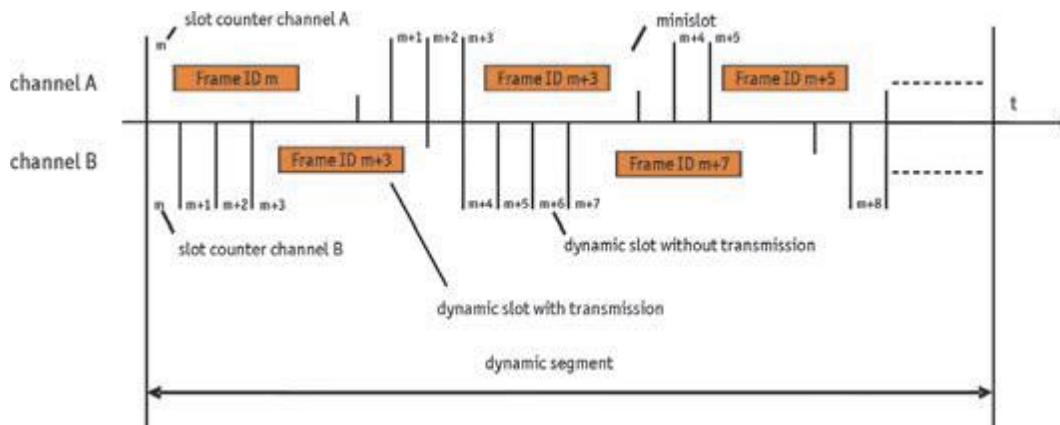 slot counter channel A
minislot
m
m+1
m+2
m+3
m+4
m+5
channel A
Frame ID m
Frame ID m+3
Frame ID m+5
t
channel B
Frame ID m+3
Frame ID m+7
m
m+1
m+2
m+3
m+4
m+5
m+6
m+7
m+8
slot counter channel B
dynamic slot without transmission
dynamic slot with transmission
dynamic segment